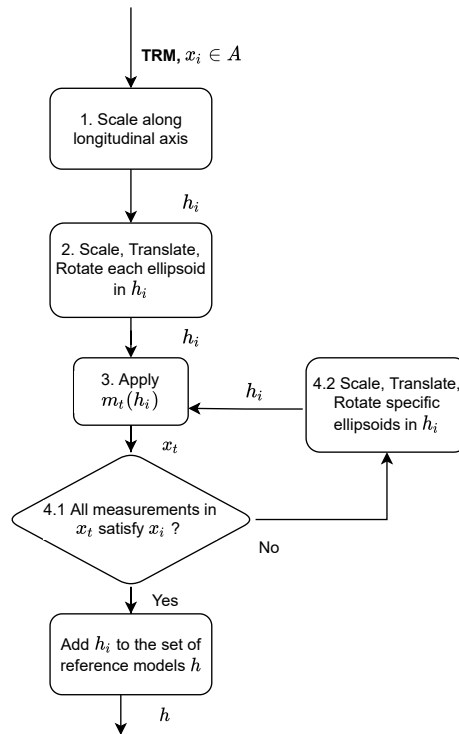 TRM, $x_i \in A$
1. Scale along
longitudinal axis
$h_i$
2. Scale, Translate,
Rotate each ellipsoid
in $h_i$
$h_i$
3. Apply
$m_t(h_i)$
$h_i$
4.2 Scale, Translate,
Rotate specific
ellipsoids in $h_i$
$x_t$
4.1 All measurements in
$x_t$ satisfy $x_i$ ?
No
Yes
Add $h_i$ to the set of
reference models $h$
$h$